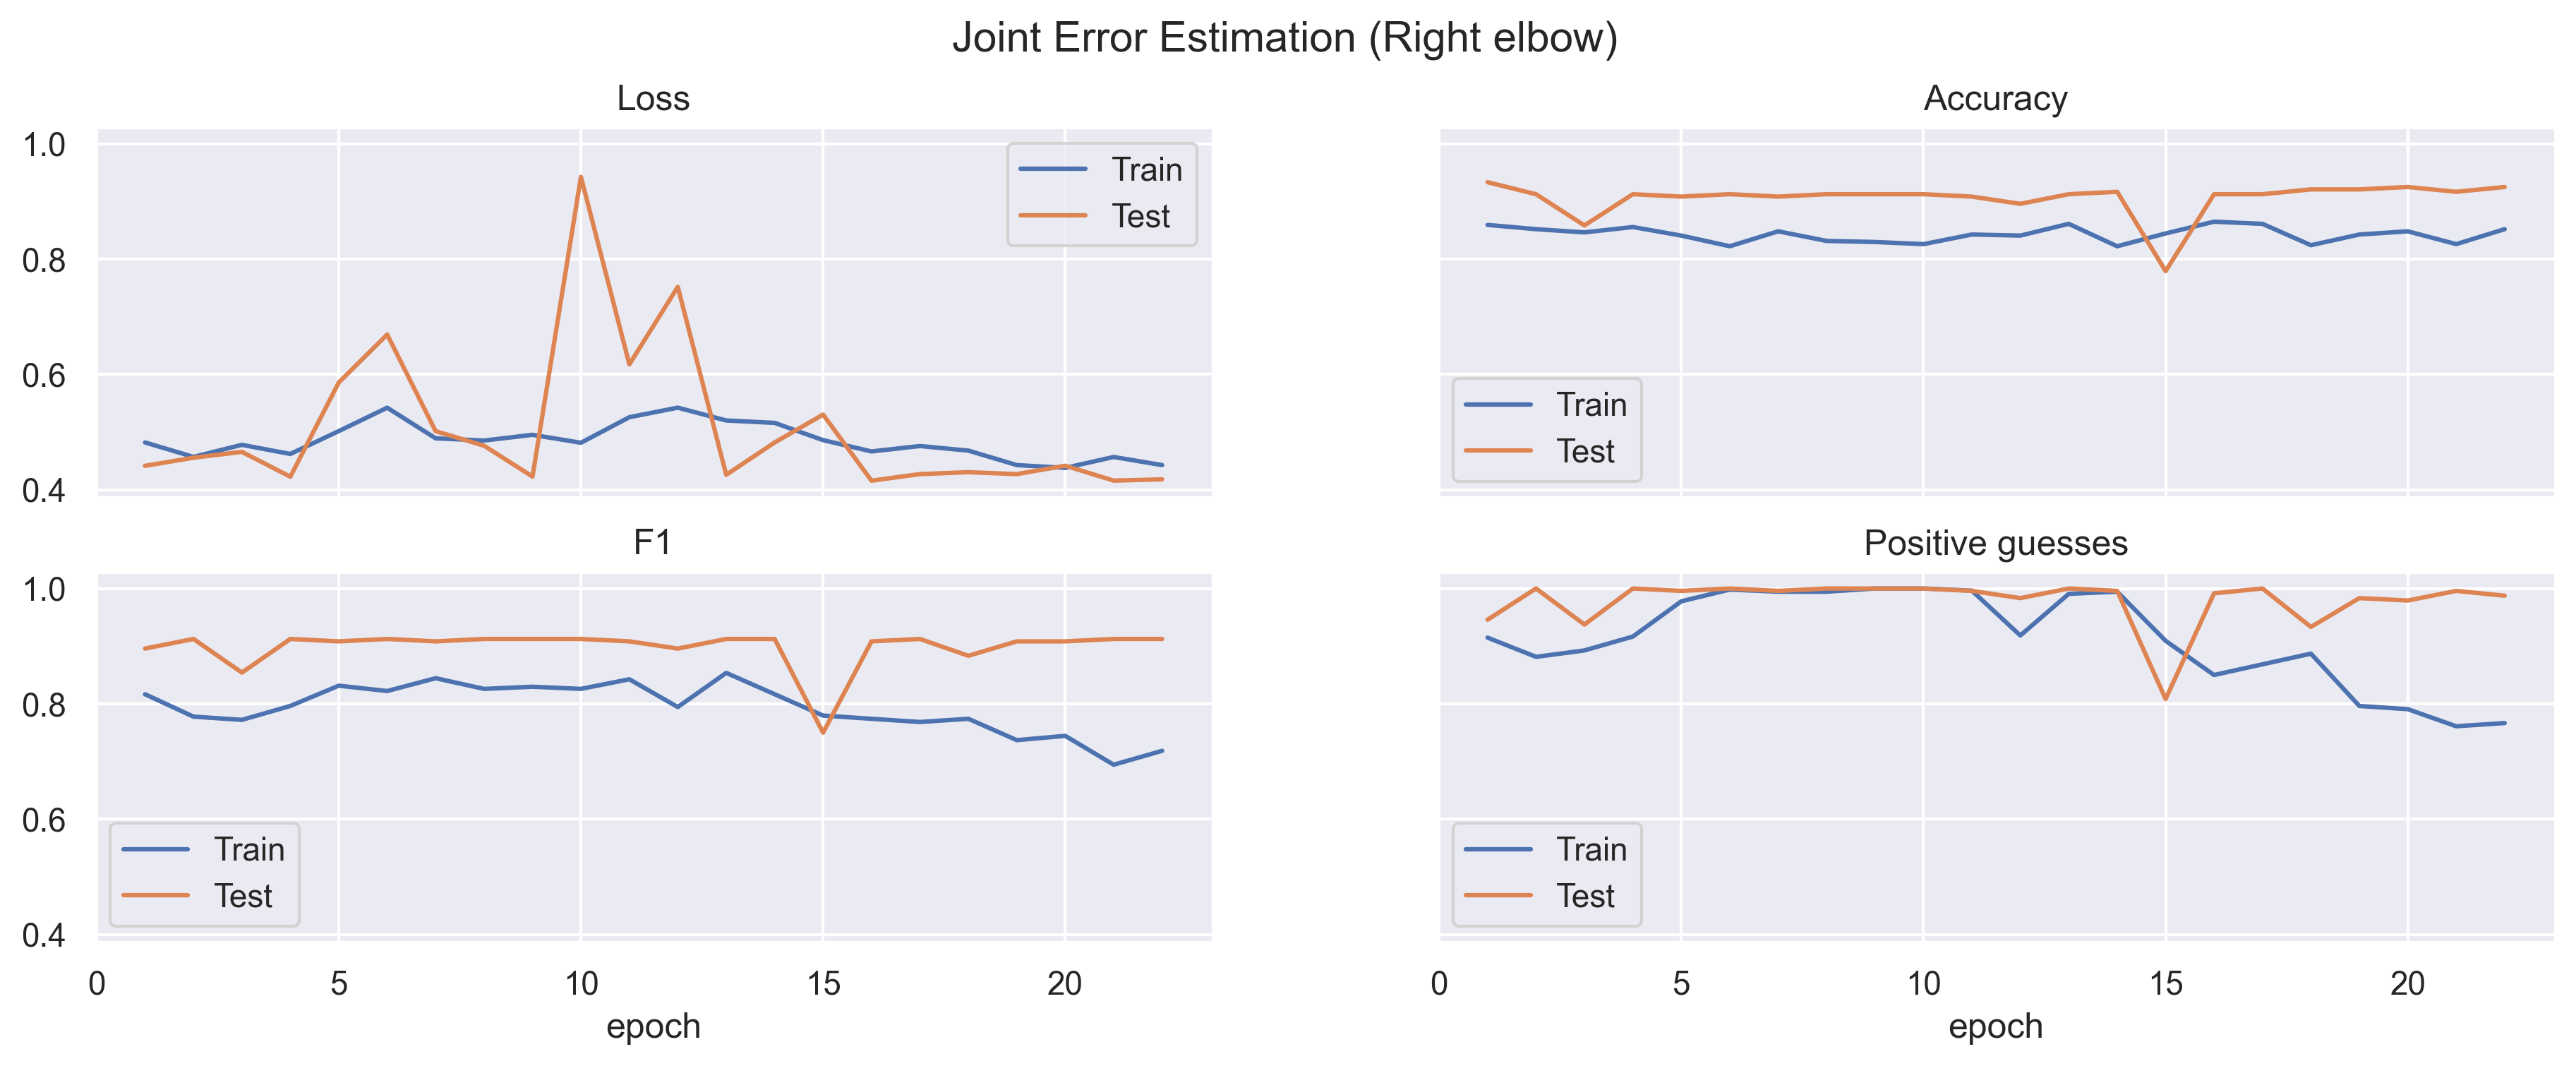 Joint Error Estimation (Right elbow)
Loss
1.0
0.8
0.6
0.4
Train
Test
Accuracy
Train
Test
F1
1.0
0.8
0.6
0.4
Train
Test
0 5 10 15 20
epoch
Positive guesses
Train
Test
0 5 10 15 20
epoch